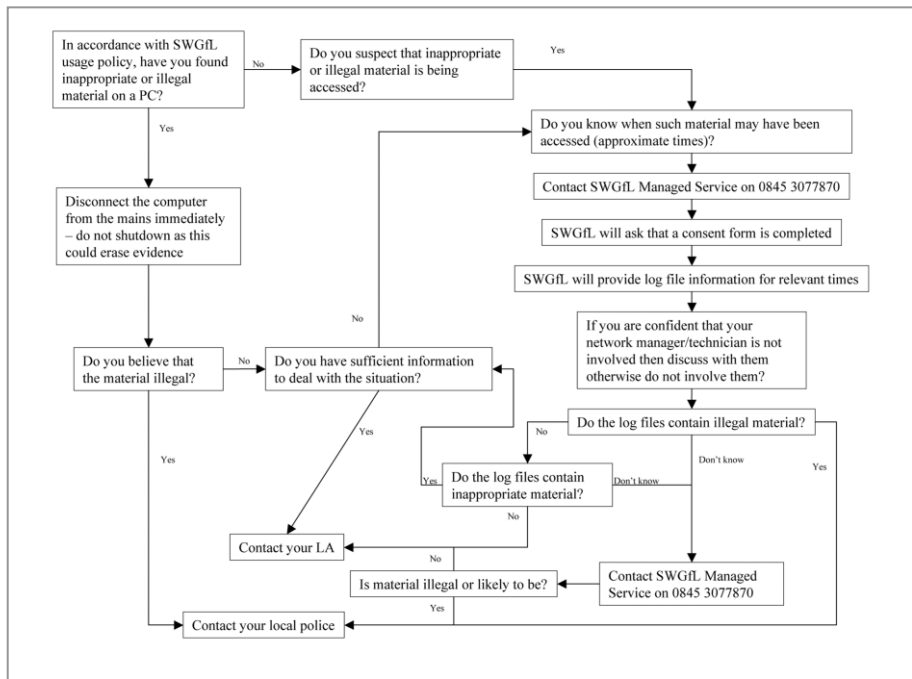 In accordance with SWGfL
usage policy, have you found
inappropriate or illegal
material on a PC?
No
Do you suspect that inappropriate
or illegal material is being
accessed?
Yes
Do you know when such material may have been
accessed (approximate times)?
Yes
Contact SWGfL Managed Service on 0845 3077870
Disconnect the computer
from the mains immediately
– do not shutdown as this
could erase evidence
SWGfL will ask that a consent form is completed
SWGfL will provide log file information for relevant times
No
If you are confident that your
network manager/technician is not
involved then discuss with them
otherwise do not involve them?
Do you believe that
the material illegal?
No
Do you have sufficient information
to deal with the situation?
Do the log files contain illegal material?
Yes
No
Don't know
Yes
Yes
Do the log files contain
inappropriate material?
Yes
Don't know
No
Contact your LA
No
Is material illegal or likely to be?
Contact SWGfL Managed
Service on 0845 3077870
Yes
Contact your local police